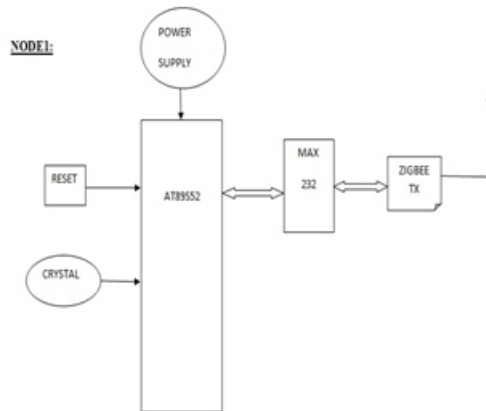 NODE1:
POWER
SUPPLY
RESET
AT89S52
MAX
232
ZIGBEE
TX
CRYSTAL